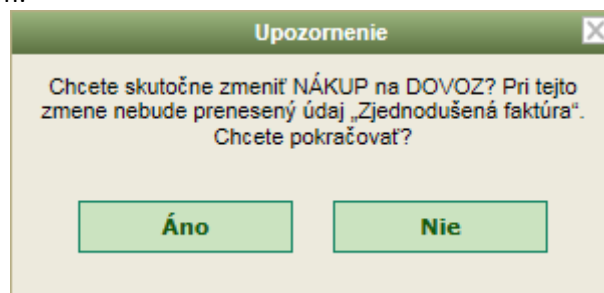 ...
Upozornenie
Chcete skutočne zmeniť NÁKUP na DOVOZ? Pri tejto
zmene nebude prenesený údaj „Zjednodušená faktúra“.
Chcete pokračovať?
Áno Nie